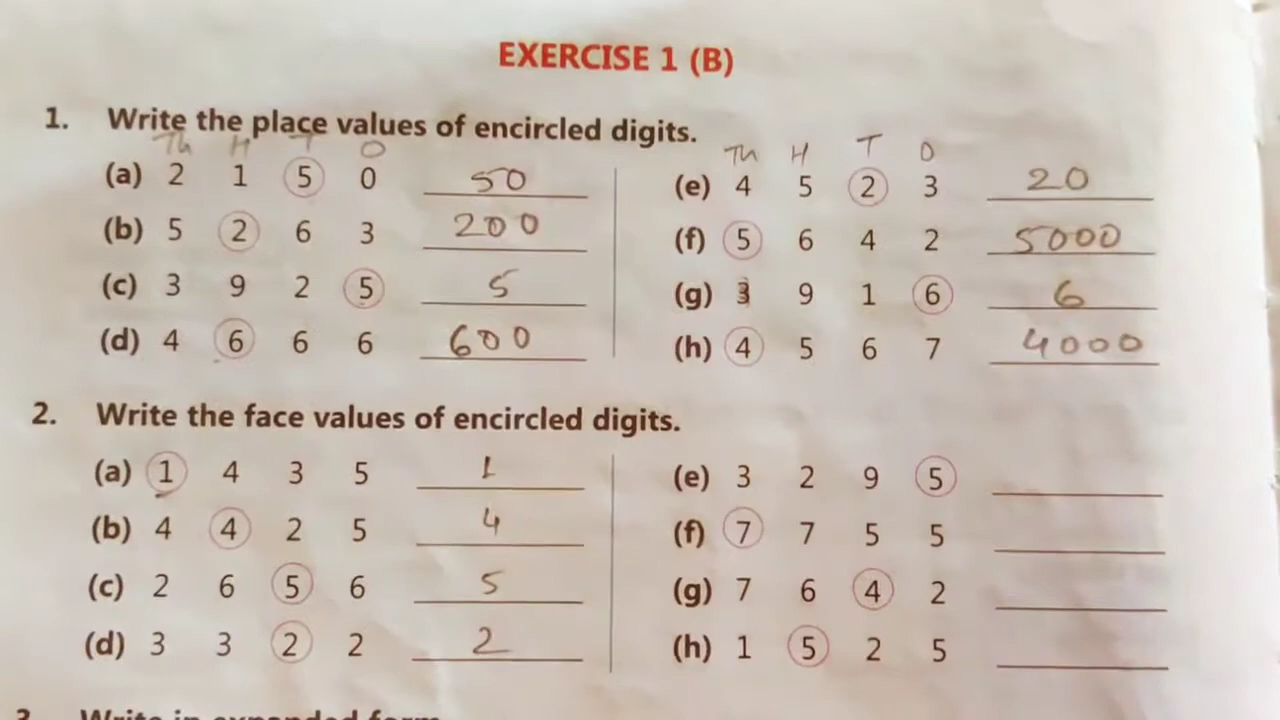 EXERCISE 1 (B)
1. Write the place values of encircled digits.
Th H T O
(a) 2 1 5 0 50
(b) 5 2 6 3 200
(c) 3 9 2 5 5
(d) 4 6 6 6 600
Th H T O
(e) 4 5 2 3 20
(f) 5 6 4 2 5000
(g) 3 9 1 6 6
(h) 4 5 6 7 4000
2. Write the face values of encircled digits.
(a) 1 4 3 5 1
(b) 4 4 2 5 4
(c) 2 6 5 6 5
(d) 3 3 2 2 2
(e) 3 2 9 5
(f) 7 7 5 5
(g) 7 6 4 2
(h) 1 5 2 5
3. Write in expanded form